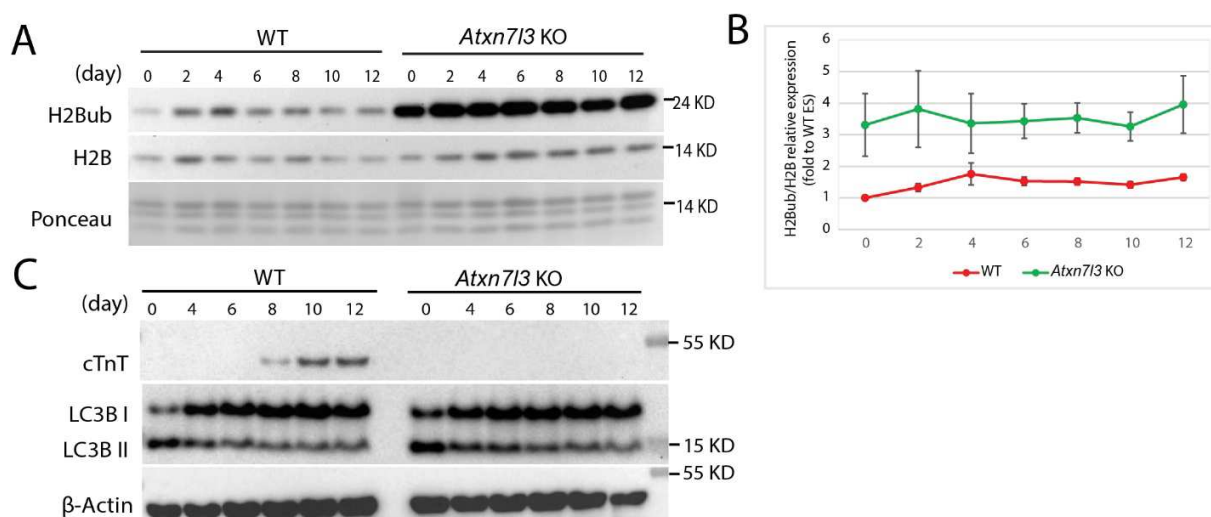 A
WT
Atxn7l3 KO
(day)
0 2 4 6 8 10 12
0 2 4 6 8 10 12
H2Bub
24 KD
H2B
14 KD
Ponceau
14 KD
B
H2Bub/H2B relative expression
(fold to WT ES)
6
5
4
3
2
1
0
0 2 4 6 8 10 12
WT
Atxn7l3 KO
C
WT
Atxn7l3 KO
(day)
0 4 6 8 10 12
0 4 6 8 10 12
cTnT
55 KD
LC3B I
LC3B II
15 KD
55 KD
β-Actin